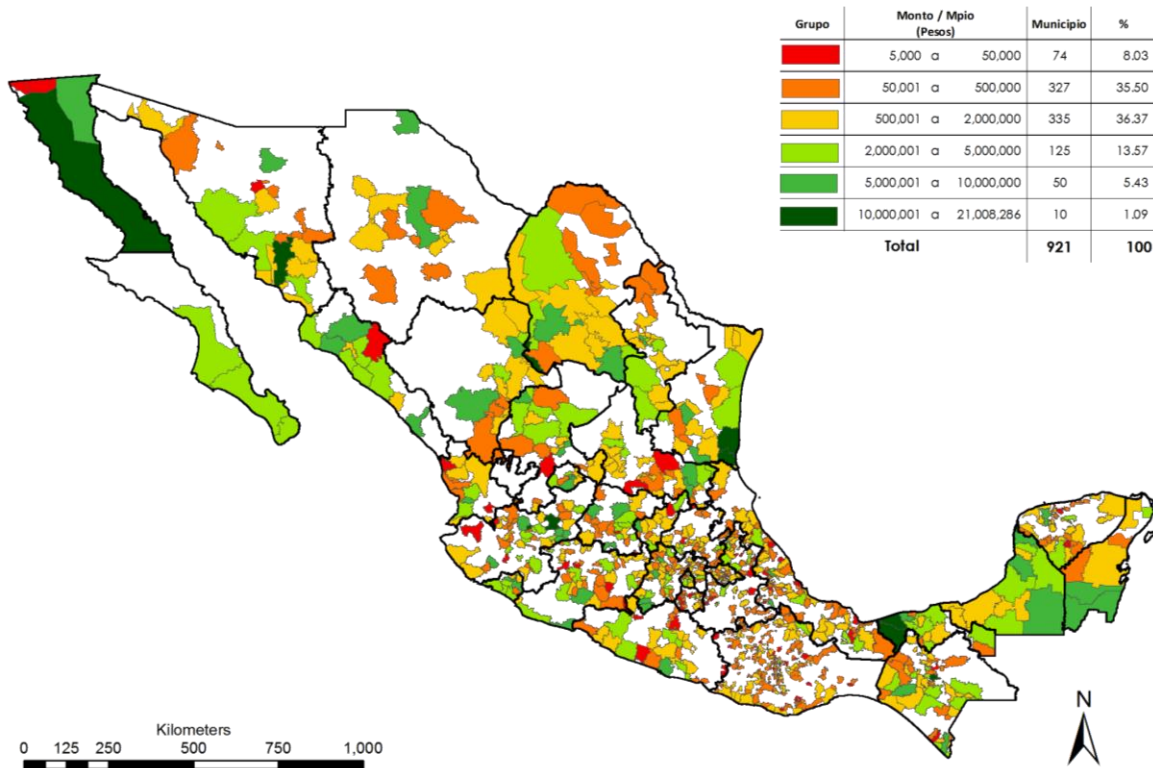 Grupo Monto / Mpio (Pesos) Municipio %
5,000 a 50,000 74 8.03
50,001 a 500,000 327 35.50
500,001 a 2,000,000 335 36.37
2,000,001 a 5,000,000 125 13.57
5,000,001 a 10,000,000 50 5.43
10,000,001 a 21,008,286 10 1.09
Total 921 100
N
Kilometers
0 125 250 500 750 1,000